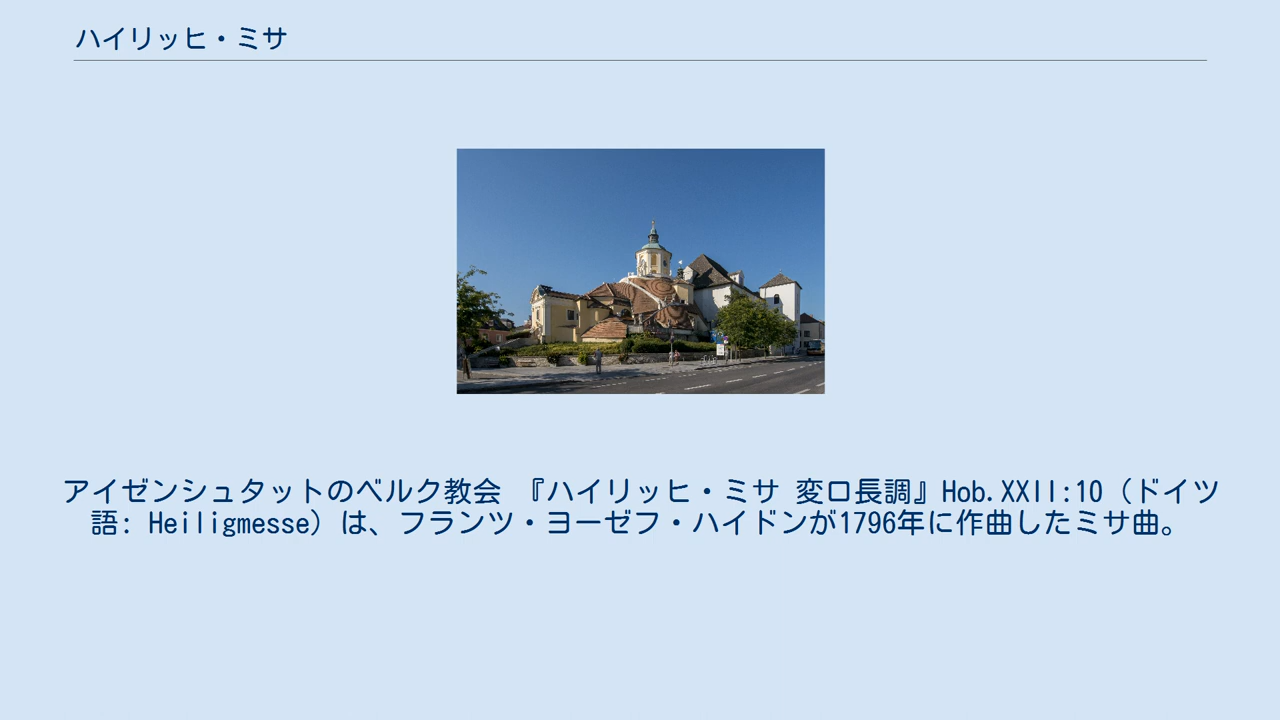 ハイリッヒ・ミサ
アイゼンシュタットのベルク教会 『ハイリッヒ・ミサ 変ロ長調』Hob.XXII:10（ドイツ
語: Heiligmesse）は、フランツ・ヨーゼフ・ハイドンが1796年に作曲したミサ曲。